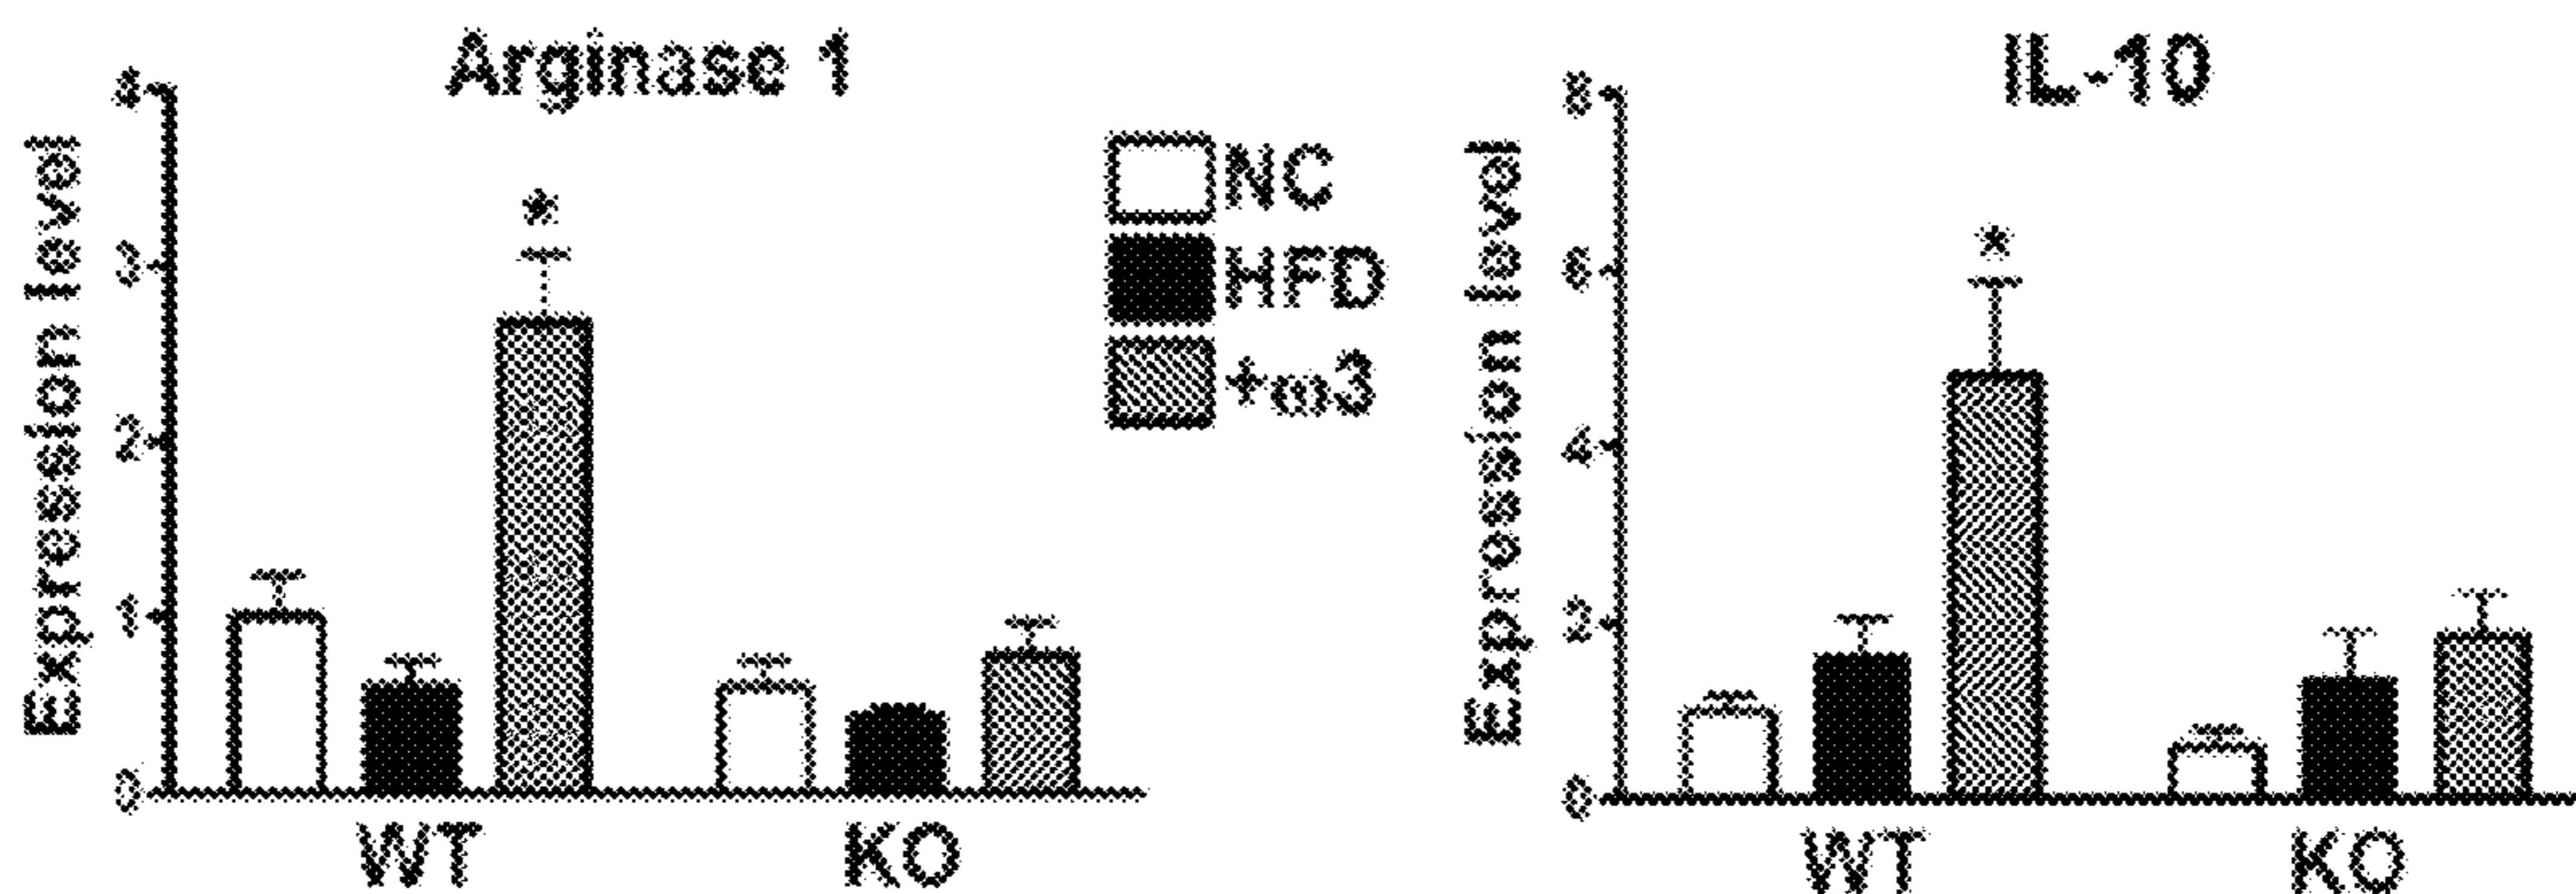 Arginase 1
Expression level
4
3
2
1
0
WT KO
NC
HFD
+ω3
IL-10
Expression level
8
6
4
2
0
WT KO
*
*